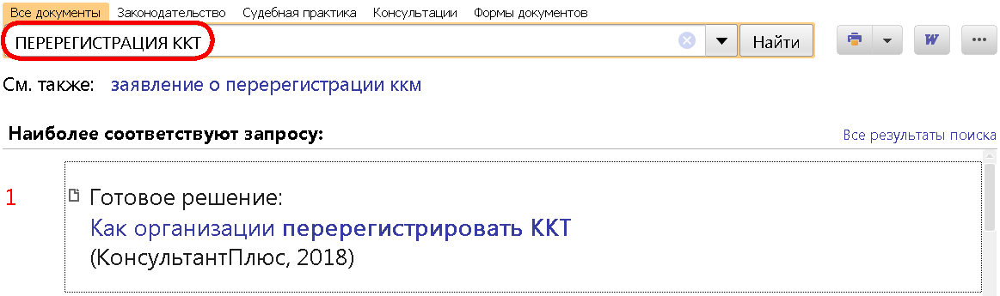 Все документы Законодательство Судебная практика Консультации Формы документов
ПЕРЕРЕГИСТРАЦИЯ ККТ Найти W
См. также: заявление о перерегистрации ккм
Наиболее соответствуют запросу: Все результаты поиска
1 Готовое решение:
Как организации перерегистрировать ККТ
(КонсультантПлюс, 2018)